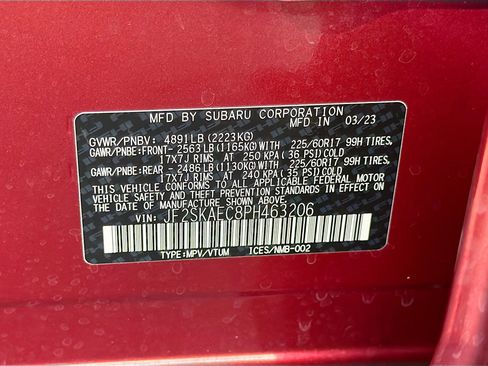 MFD BY SUBARU CORPORATION 03/23
GVWR/PNBV: 4891LB (2223KG)
GAWR/PNBE:FRONT- 2563LB(1165KG)WITH 225/60R17 99H TIRES.
17X7J RIMS AT 250 KPA(36 PSI)COLD
GAWR/PNBE:REAR -2486LB(1130KG)WITH 225/60R17 99H TIRES.
17X7J RIMS AT 240 KPA(35 PSI)COLD
THIS VEHICLE CONFORMS TO ALL APPLICABLE FEDERAL MOTOR
VEHICLE SAFETY AND THEFT PREVENTION STANDARDS IN EFFECT
ON THE DATE OF MANUFACTURE SHOWN ABOVE.
VIN: JF2SKAEC8PH463206
TYPE:MPV/VTUM ICES/NMB-002